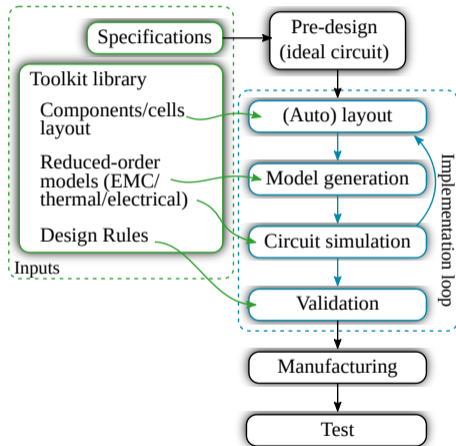 Specifications
Pre-design
(ideal circuit)
Toolkit library
Components/cells
layout
Reduced-order
models (EMC/
thermal/electrical)
Design Rules
Inputs
(Auto) layout
Model generation
Circuit simulation
Validation
Implementation loop
Manufacturing
Test